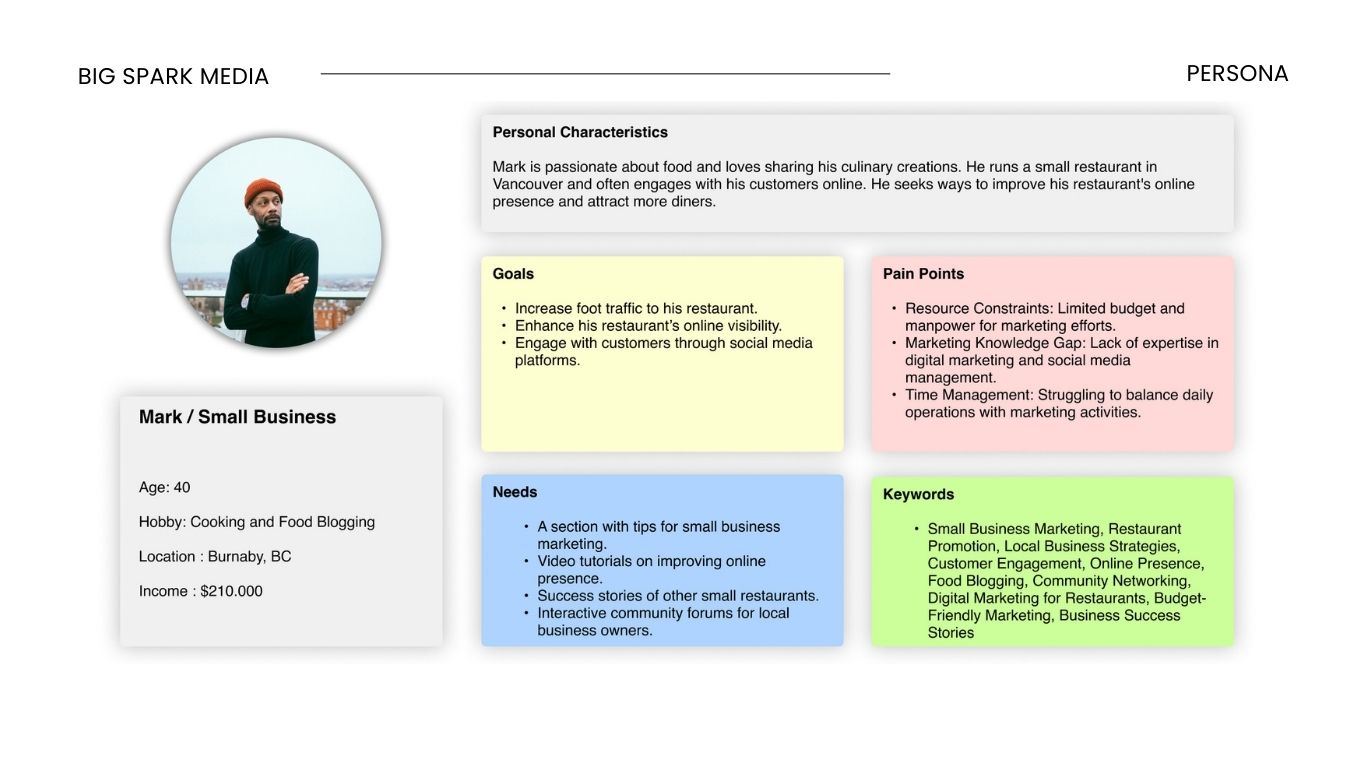 BIG SPARK MEDIA
PERSONA
Mark / Small Business
Age: 40
Hobby: Cooking and Food Blogging
Location : Burnaby, BC
Income : $210.000
Personal Characteristics
Mark is passionate about food and loves sharing his culinary creations. He runs a small restaurant in
Vancouver and often engages with his customers online. He seeks ways to improve his restaurant's online
presence and attract more diners.
Goals
• Increase foot traffic to his restaurant.
• Enhance his restaurant’s online visibility.
• Engage with customers through social media
platforms.
Pain Points
• Resource Constraints: Limited budget and
manpower for marketing efforts.
• Marketing Knowledge Gap: Lack of expertise in
digital marketing and social media
management.
• Time Management: Struggling to balance daily
operations with marketing activities.
Needs
• A section with tips for small business
marketing.
• Video tutorials on improving online
presence.
• Success stories of other small restaurants.
• Interactive community forums for local
business owners.
Keywords
• Small Business Marketing, Restaurant
Promotion, Local Business Strategies,
Customer Engagement, Online Presence,
Food Blogging, Community Networking,
Digital Marketing for Restaurants, Budget-
Friendly Marketing, Business Success
Stories